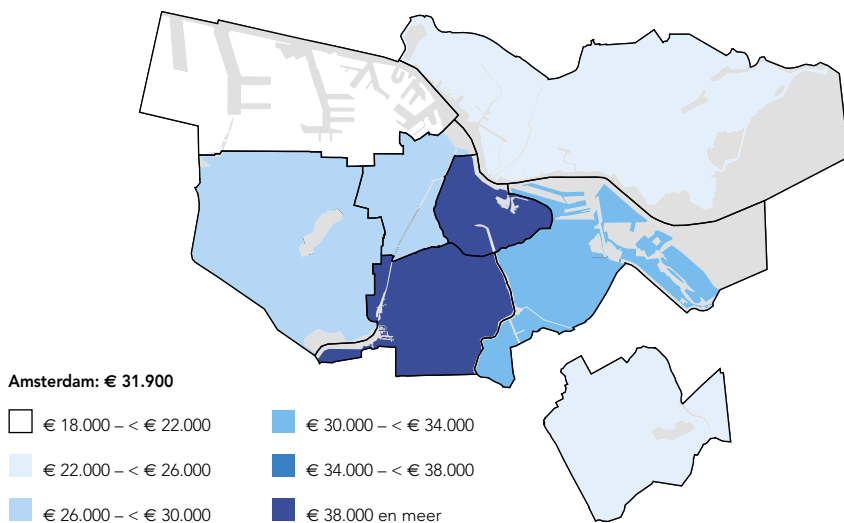 Amsterdam: € 31.900
€ 18.000 – < € 22.000
€ 22.000 – < € 26.000
€ 26.000 – < € 30.000
€ 30.000 – < € 34.000
€ 34.000 – < € 38.000
€ 38.000 en meer